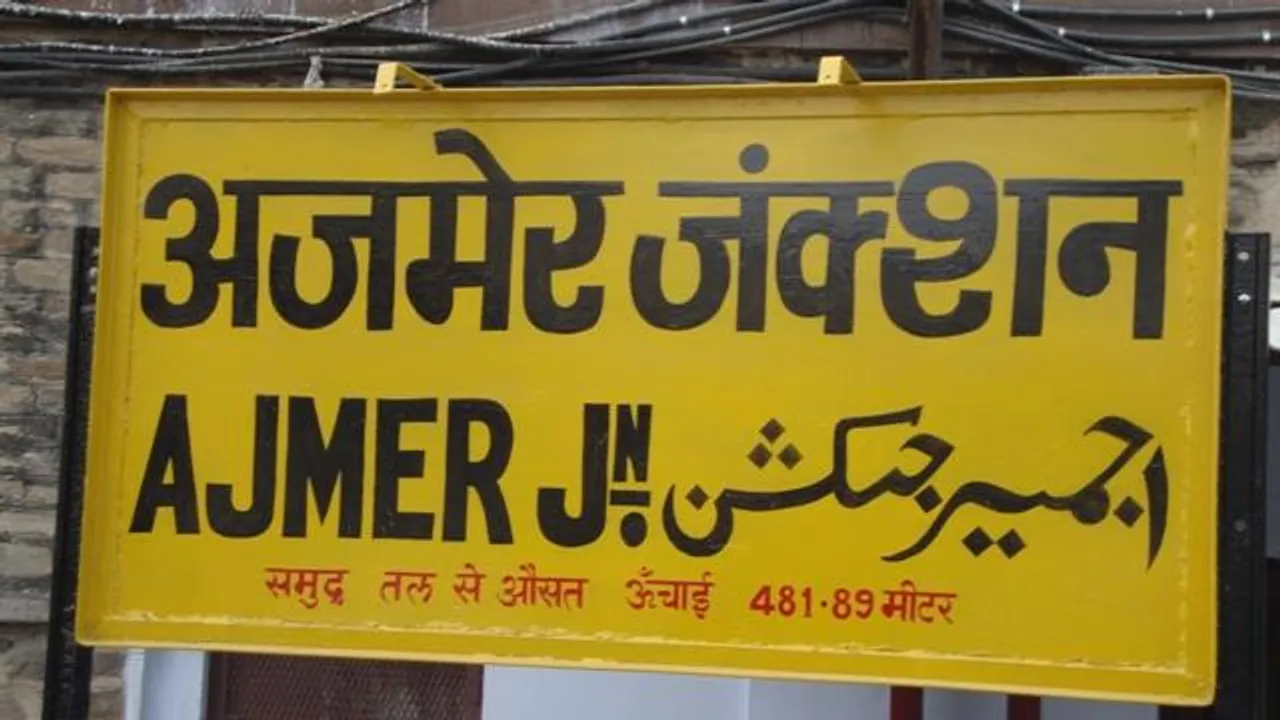 अजमेर जंक्शन
AJMER JN. اجمیر جنکشن
समुद्र तल से औसत ऊँचाई 481.89 मीटर